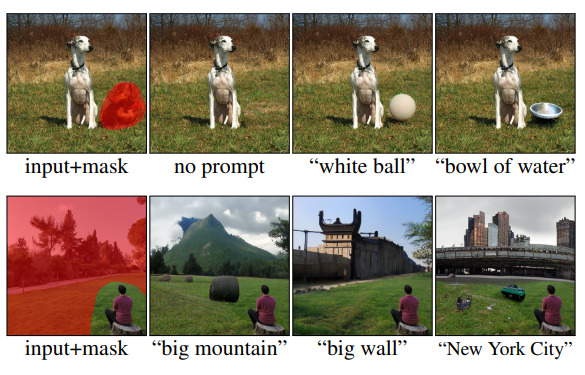 input+mask
no prompt
“white ball”
“bowl of water”
input+mask
“big mountain”
“big wall”
“New York City”